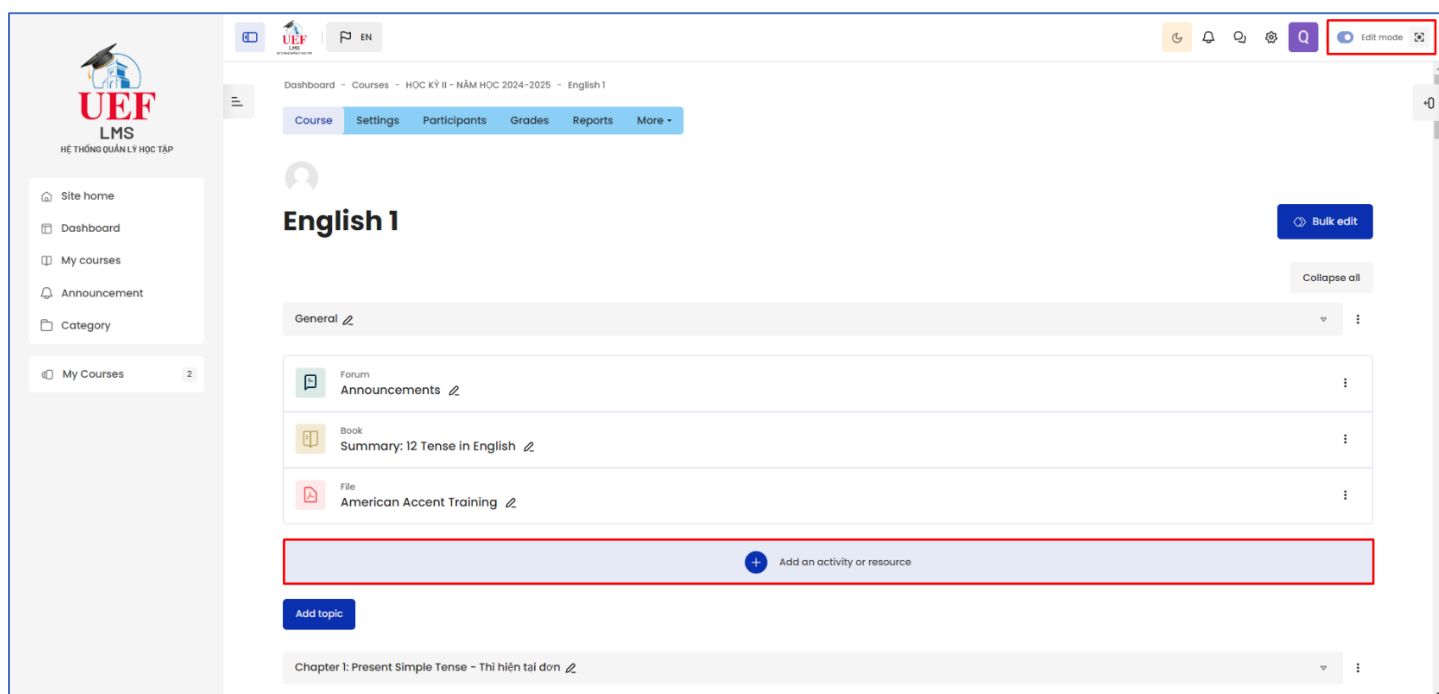 UEF
LMS
HỆ THỐNG QUẢN LÝ HỌC TẬP
Site home
Dashboard
My courses
Announcement
Category
My Courses 2
UEF
LMS
EN
Q
Edit mode
Dashboard - Courses - HỌC KỲ II - NĂM HỌC 2024-2025 - English 1
Course Settings Participants Grades Reports More
English 1
Bulk edit
Collapse all
General
Forum
Announcements
Book
Summary: 12 Tense in English
File
American Accent Training
Add an activity or resource
Add topic
Chapter 1: Present Simple Tense - Thì hiện tại đơn